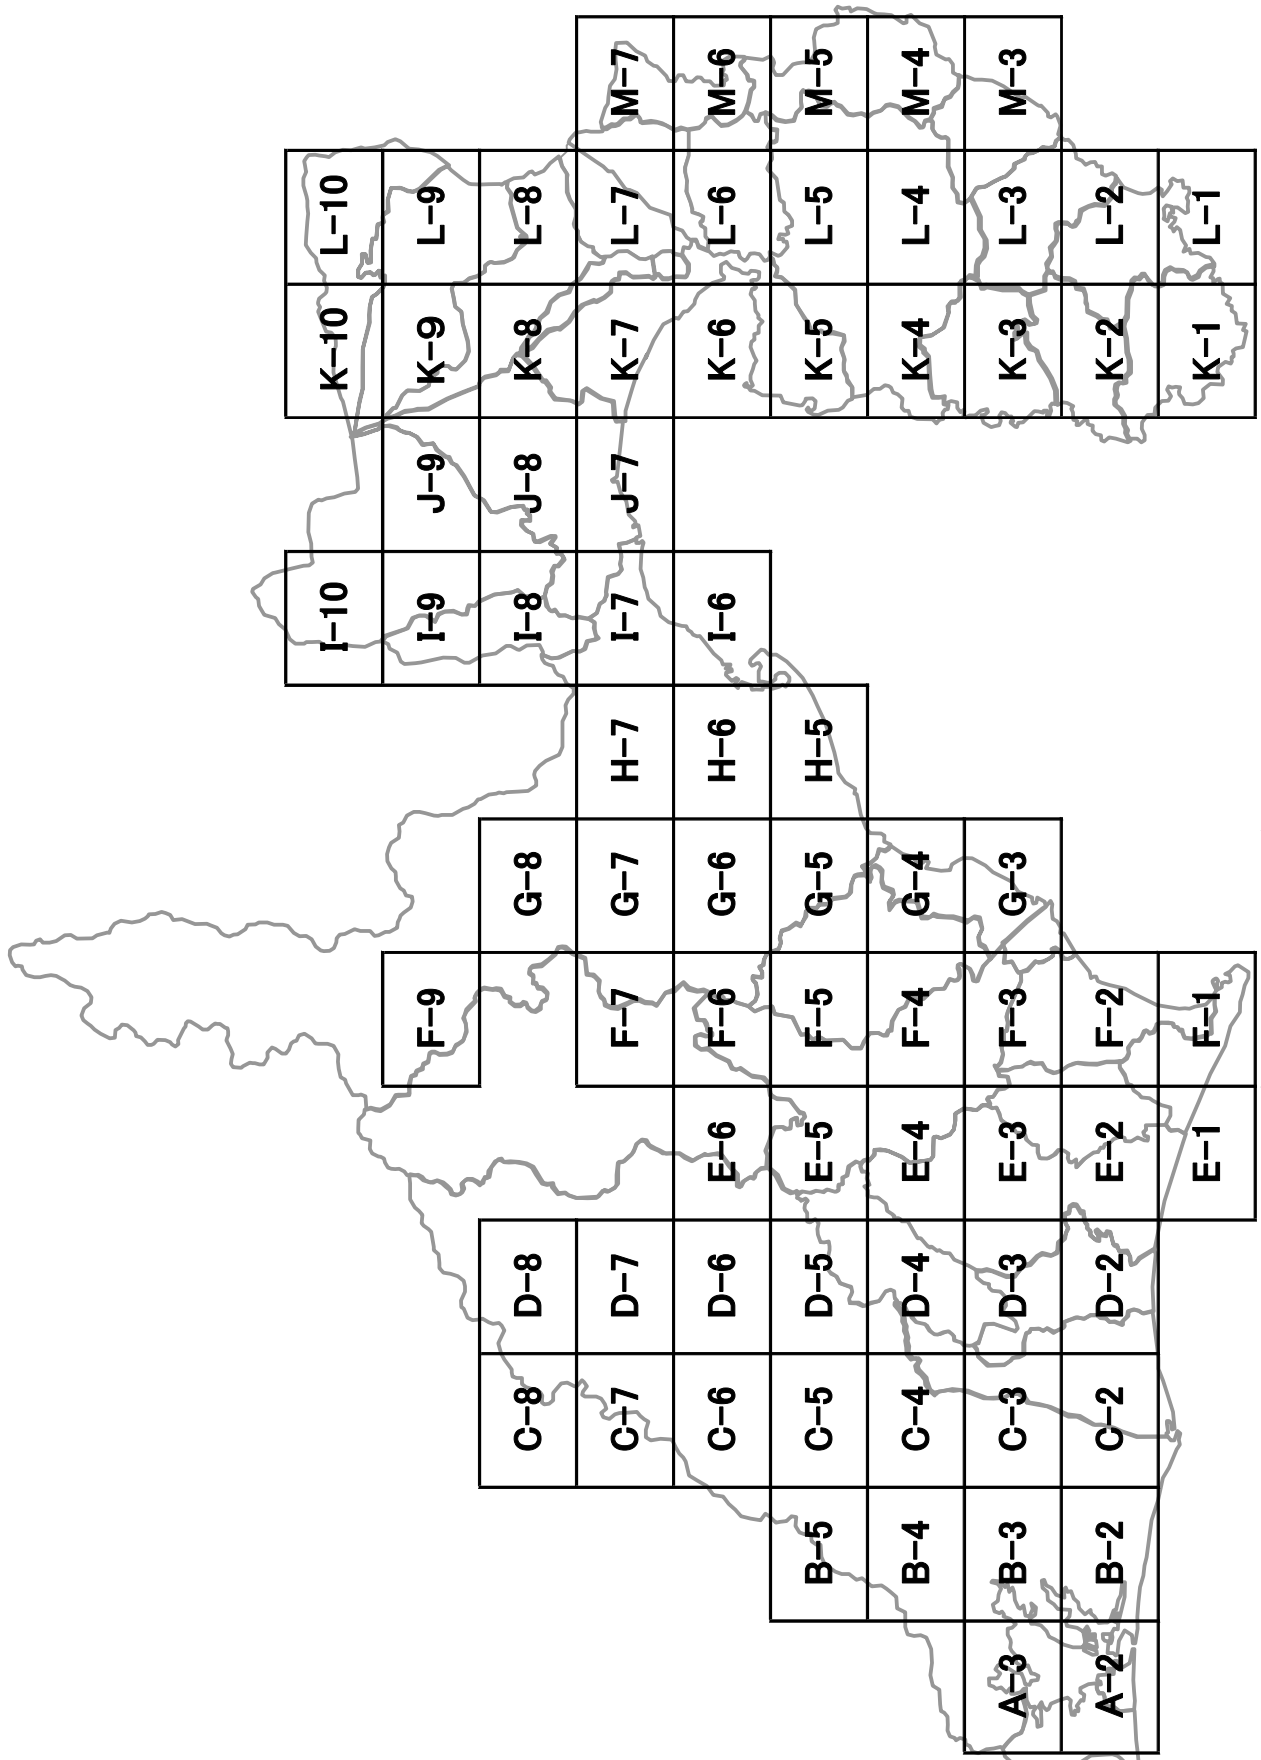 I-10 K-10 L-10
F-9 I-9 J-9 K-9 L-9
C-8 D-8 G-8 I-8 J-8 K-8 L-8
C-7 D-7 F-7 G-7 H-7 I-7 J-7 K-7 L-7 M-7
C-6 D-6 E-6 F-6 G-6 H-6 I-6 K-6 L-6 M-6
B-5 C-5 D-5 E-5 F-5 G-5 H-5 K-5 L-5 M-5
B-4 C-4 D-4 E-4 F-4 G-4 K-4 L-4 M-4
A-3 B-3 C-3 D-3 E-3 F-3 G-3 K-3 L-3 M-3
A-2 B-2 C-2 D-2 E-2 F-2 K-2 L-2
E-1 F-1 K-1 L-1